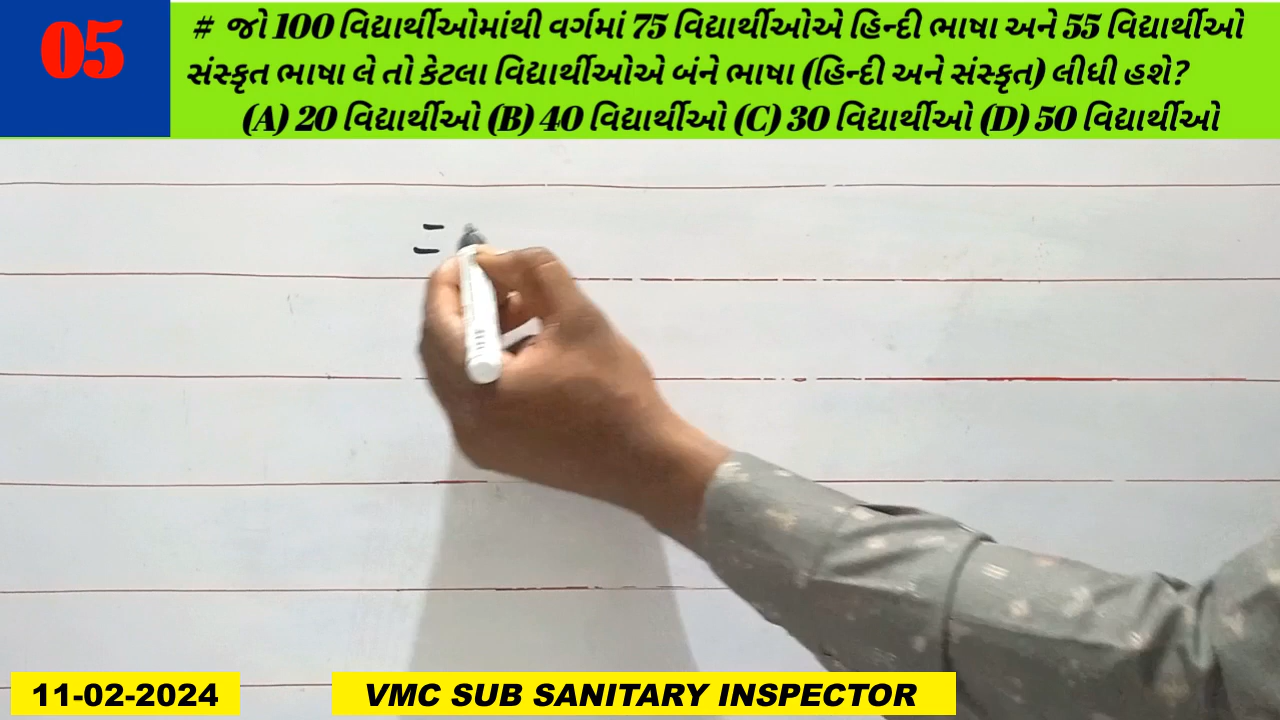 05
# જો 100 વિદ્યાર્થીઓમાંથી વર્ગમાં 75 વિદ્યાર્થીઓએ હિન્દી ભાષા અને 55 વિદ્યાર્થીઓ
સંસ્કૃત ભાષા લે તો કેટલા વિદ્યાર્થીઓએ બંને ભાષા (હિન્દી અને સંસ્કૃત) લીધી હશે?
(A) 20 વિદ્યાર્થીઓ (B) 40 વિદ્યાર્થીઓ (C) 30 વિદ્યાર્થીઓ (D) 50 વિદ્યાર્થીઓ
=
11-02-2024
VMC SUB SANITARY INSPECTOR